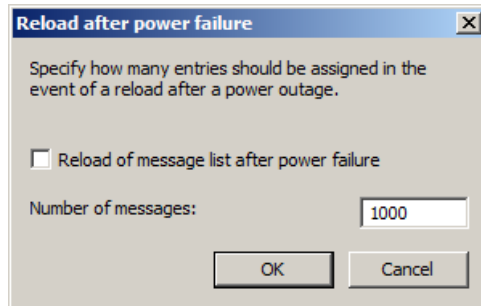 Reload after power failure
Specify how many entries should be assigned in the
event of a reload after a power outage.
Reload of message list after power failure
Number of messages: 1000
OK Cancel